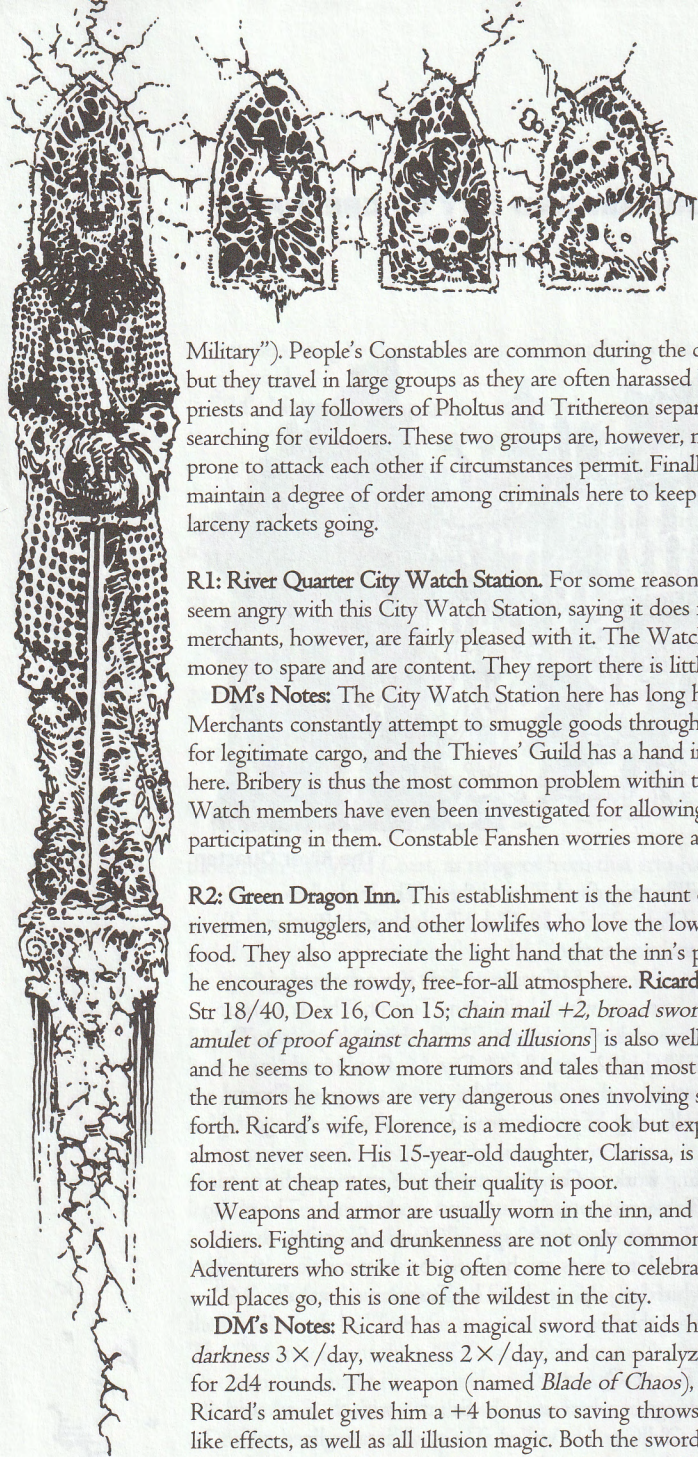 Military”). People's Constables are common during the
but they travel in large groups as they are often harassed
priests and lay followers of Pholtus and Trithereon
searching for evildoers. These two groups are, however,
prone to attack each other if circumstances permit.
maintain a degree of order among criminals here to keep
larceny rackets going.
R1: River Quarter City Watch Station. For some reason
seem angry with this City Watch Station, saying it does
merchants, however, are fairly pleased with it. The
money to spare and are content. They report there is
DM's Notes: The City Watch Station here has long
Merchants constantly attempt to smuggle goods through
for legitimate cargo, and the Thieves' Guild has a hand
here. Bribery is thus the most common problem within
Watch members have even been investigated for allowing
participating in them. Constable Fanshen worries more
R2: Green Dragon Inn. This establishment is the haunt
rivermen, smugglers, and other lowlifes who love the low
food. They also appreciate the light hand that the inn's
he encourages the rowdy, free-for-all atmosphere. Ricard
Str 18/40, Dex 16, Con 15; chain mail +2, broad
amulet of proof against charms and illusions] is also well
and he seems to know more rumors and tales than most
the rumors he knows are very dangerous ones involving
forth. Ricard's wife, Florence, is a mediocre cook but
almost never seen. His 15-year-old daughter, Clarissa, is
for rent at cheap rates, but their quality is poor.
Weapons and armor are usually worn in the inn, and
soldiers. Fighting and drunkenness are not only common
Adventurers who strike it big often come here to
wild places go, this is one of the wildest in the city.
DM's Notes: Ricard has a magical sword that aids
darkness 3×/day, weakness 2×/day, and can
for 2d4 rounds. The weapon (named Blade of Chaos),
Ricard's amulet gives him a +4 bonus to saving throws
like effects, as well as all illusion magic. Both the sword